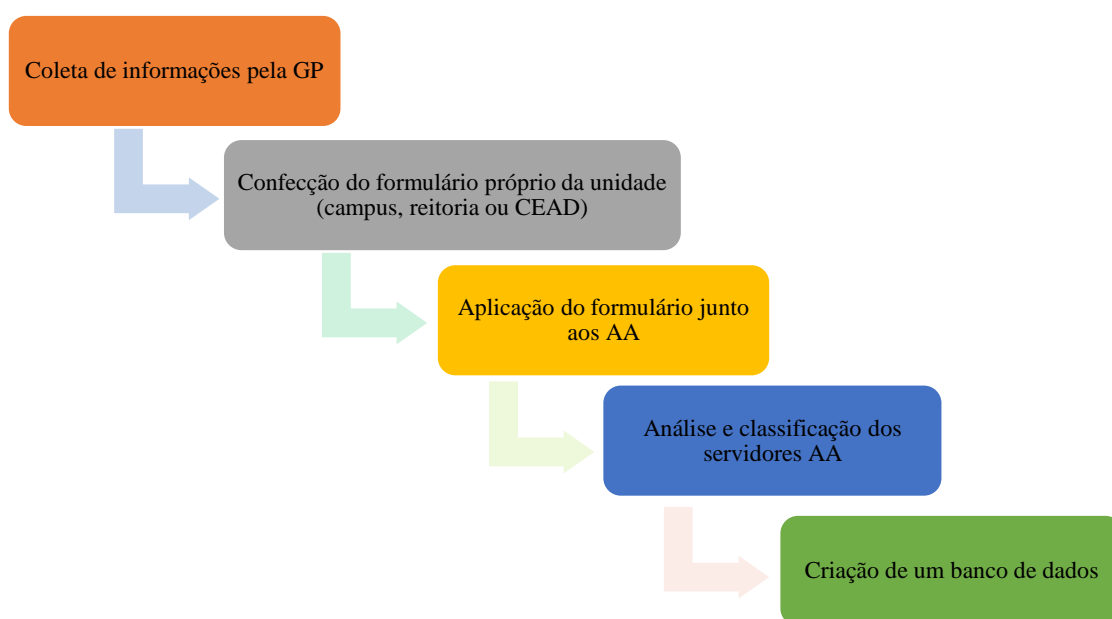 Coleta de informações pela GP
Confecção do formulário próprio da unidade
(campus, reitoria ou CEAD)
Aplicação do formulário junto
aos AA
Análise e classificação dos
servidores AA
Criação de um banco de dados